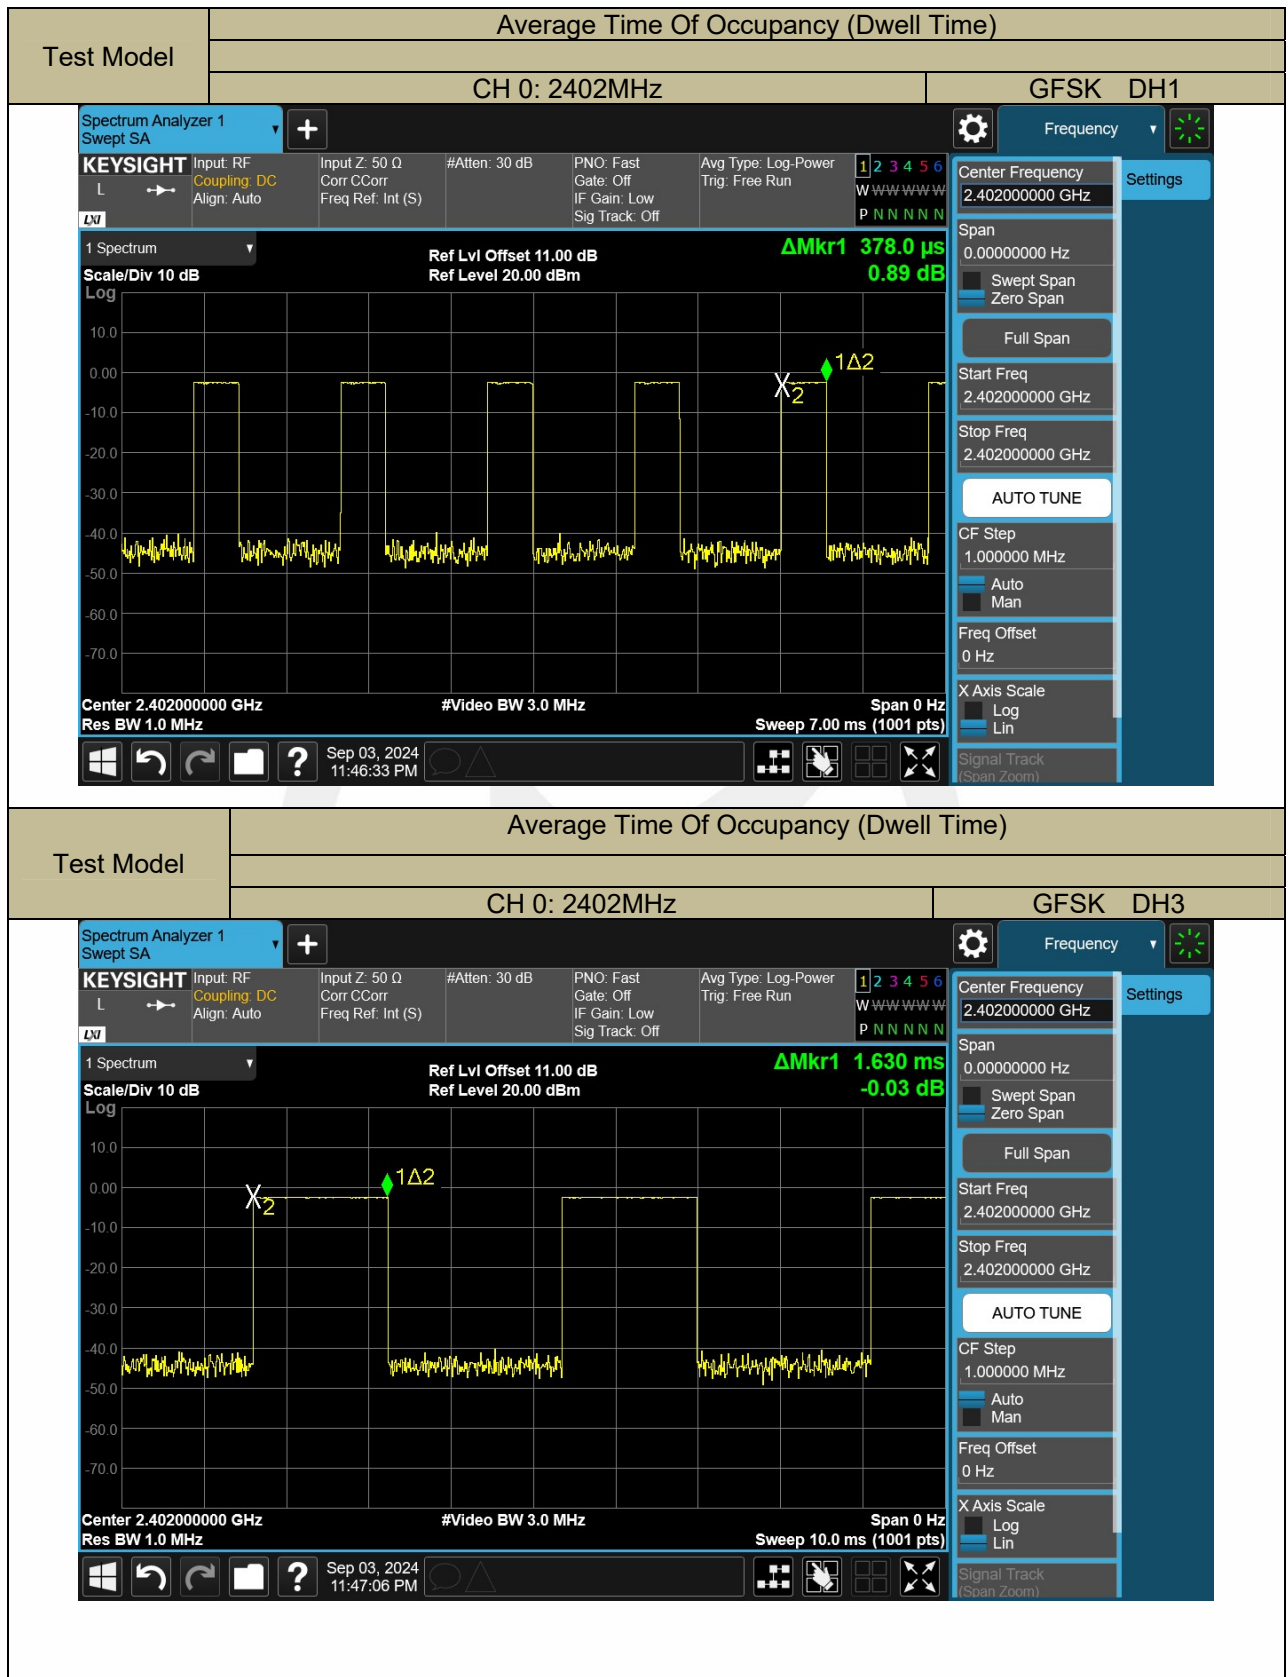 Test Model
Average Time Of Occupancy (Dwell Time)
CH 0: 2402MHz
GFSK DH1
Spectrum Analyzer 1
Swept SA
Frequency
KEYSIGHT
L
LXI
Input: RF
Coupling: DC
Align: Auto
Input Z: 50 Ω
Corr CCorr
Freq Ref: Int (S)
#Atten: 30 dB
PNO: Fast
Gate: Off
IF Gain: Low
Sig Track: Off
Avg Type: Log-Power
Trig: Free Run
1 2 3 4 5 6
W W W W W W
P N N N N N
1 Spectrum
Scale/Div 10 dB
Ref Lvl Offset 11.00 dB
Ref Level 20.00 dBm
ΔMkr1 378.0 µs
0.89 dB
Log
10.0
0.00
-10.0
-20.0
-30.0
-40.0
-50.0
-60.0
-70.0
1Δ2
2
Center 2.402000000 GHz
Res BW 1.0 MHz
#Video BW 3.0 MHz
Span 0 Hz
Sweep 7.00 ms (1001 pts)
Sep 03, 2024
11:46:33 PM
Center Frequency
2.402000000 GHz
Settings
Span
0.00000000 Hz
Swept Span
Zero Span
Full Span
Start Freq
2.402000000 GHz
Stop Freq
2.402000000 GHz
AUTO TUNE
CF Step
1.000000 MHz
Auto
Man
Freq Offset
0 Hz
X Axis Scale
Log
Lin
Signal Track
(Span Zoom)
Test Model
Average Time Of Occupancy (Dwell Time)
CH 0: 2402MHz
GFSK DH3
Spectrum Analyzer 1
Swept SA
Frequency
KEYSIGHT
L
LXI
Input: RF
Coupling: DC
Align: Auto
Input Z: 50 Ω
Corr CCorr
Freq Ref: Int (S)
#Atten: 30 dB
PNO: Fast
Gate: Off
IF Gain: Low
Sig Track: Off
Avg Type: Log-Power
Trig: Free Run
1 2 3 4 5 6
W W W W W W
P N N N N N
1 Spectrum
Scale/Div 10 dB
Ref Lvl Offset 11.00 dB
Ref Level 20.00 dBm
ΔMkr1 1.630 ms
-0.03 dB
Log
10.0
0.00
-10.0
-20.0
-30.0
-40.0
-50.0
-60.0
-70.0
1Δ2
2
Center 2.402000000 GHz
Res BW 1.0 MHz
#Video BW 3.0 MHz
Span 0 Hz
Sweep 10.0 ms (1001 pts)
Sep 03, 2024
11:47:06 PM
Center Frequency
2.402000000 GHz
Settings
Span
0.00000000 Hz
Swept Span
Zero Span
Full Span
Start Freq
2.402000000 GHz
Stop Freq
2.402000000 GHz
AUTO TUNE
CF Step
1.000000 MHz
Auto
Man
Freq Offset
0 Hz
X Axis Scale
Log
Lin
Signal Track
(Span Zoom)